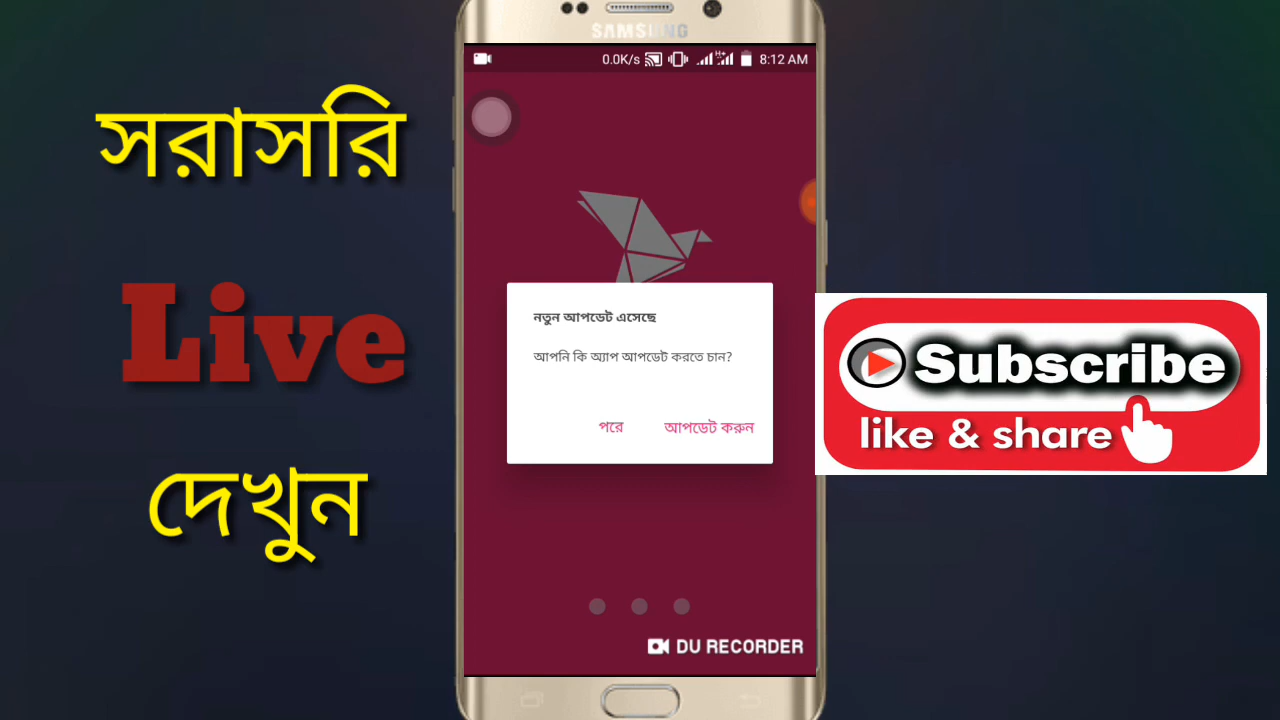 সরাসরি
Live
দেখুন
SAMSUNG
0.0K/s
H+
8:12 AM
নতুন আপডেট এসেছে
আপনি কি অ্যাপ আপডেট করতে চান?
পরে আপডেট করুন
DU RECORDER
Subscribe
like & share